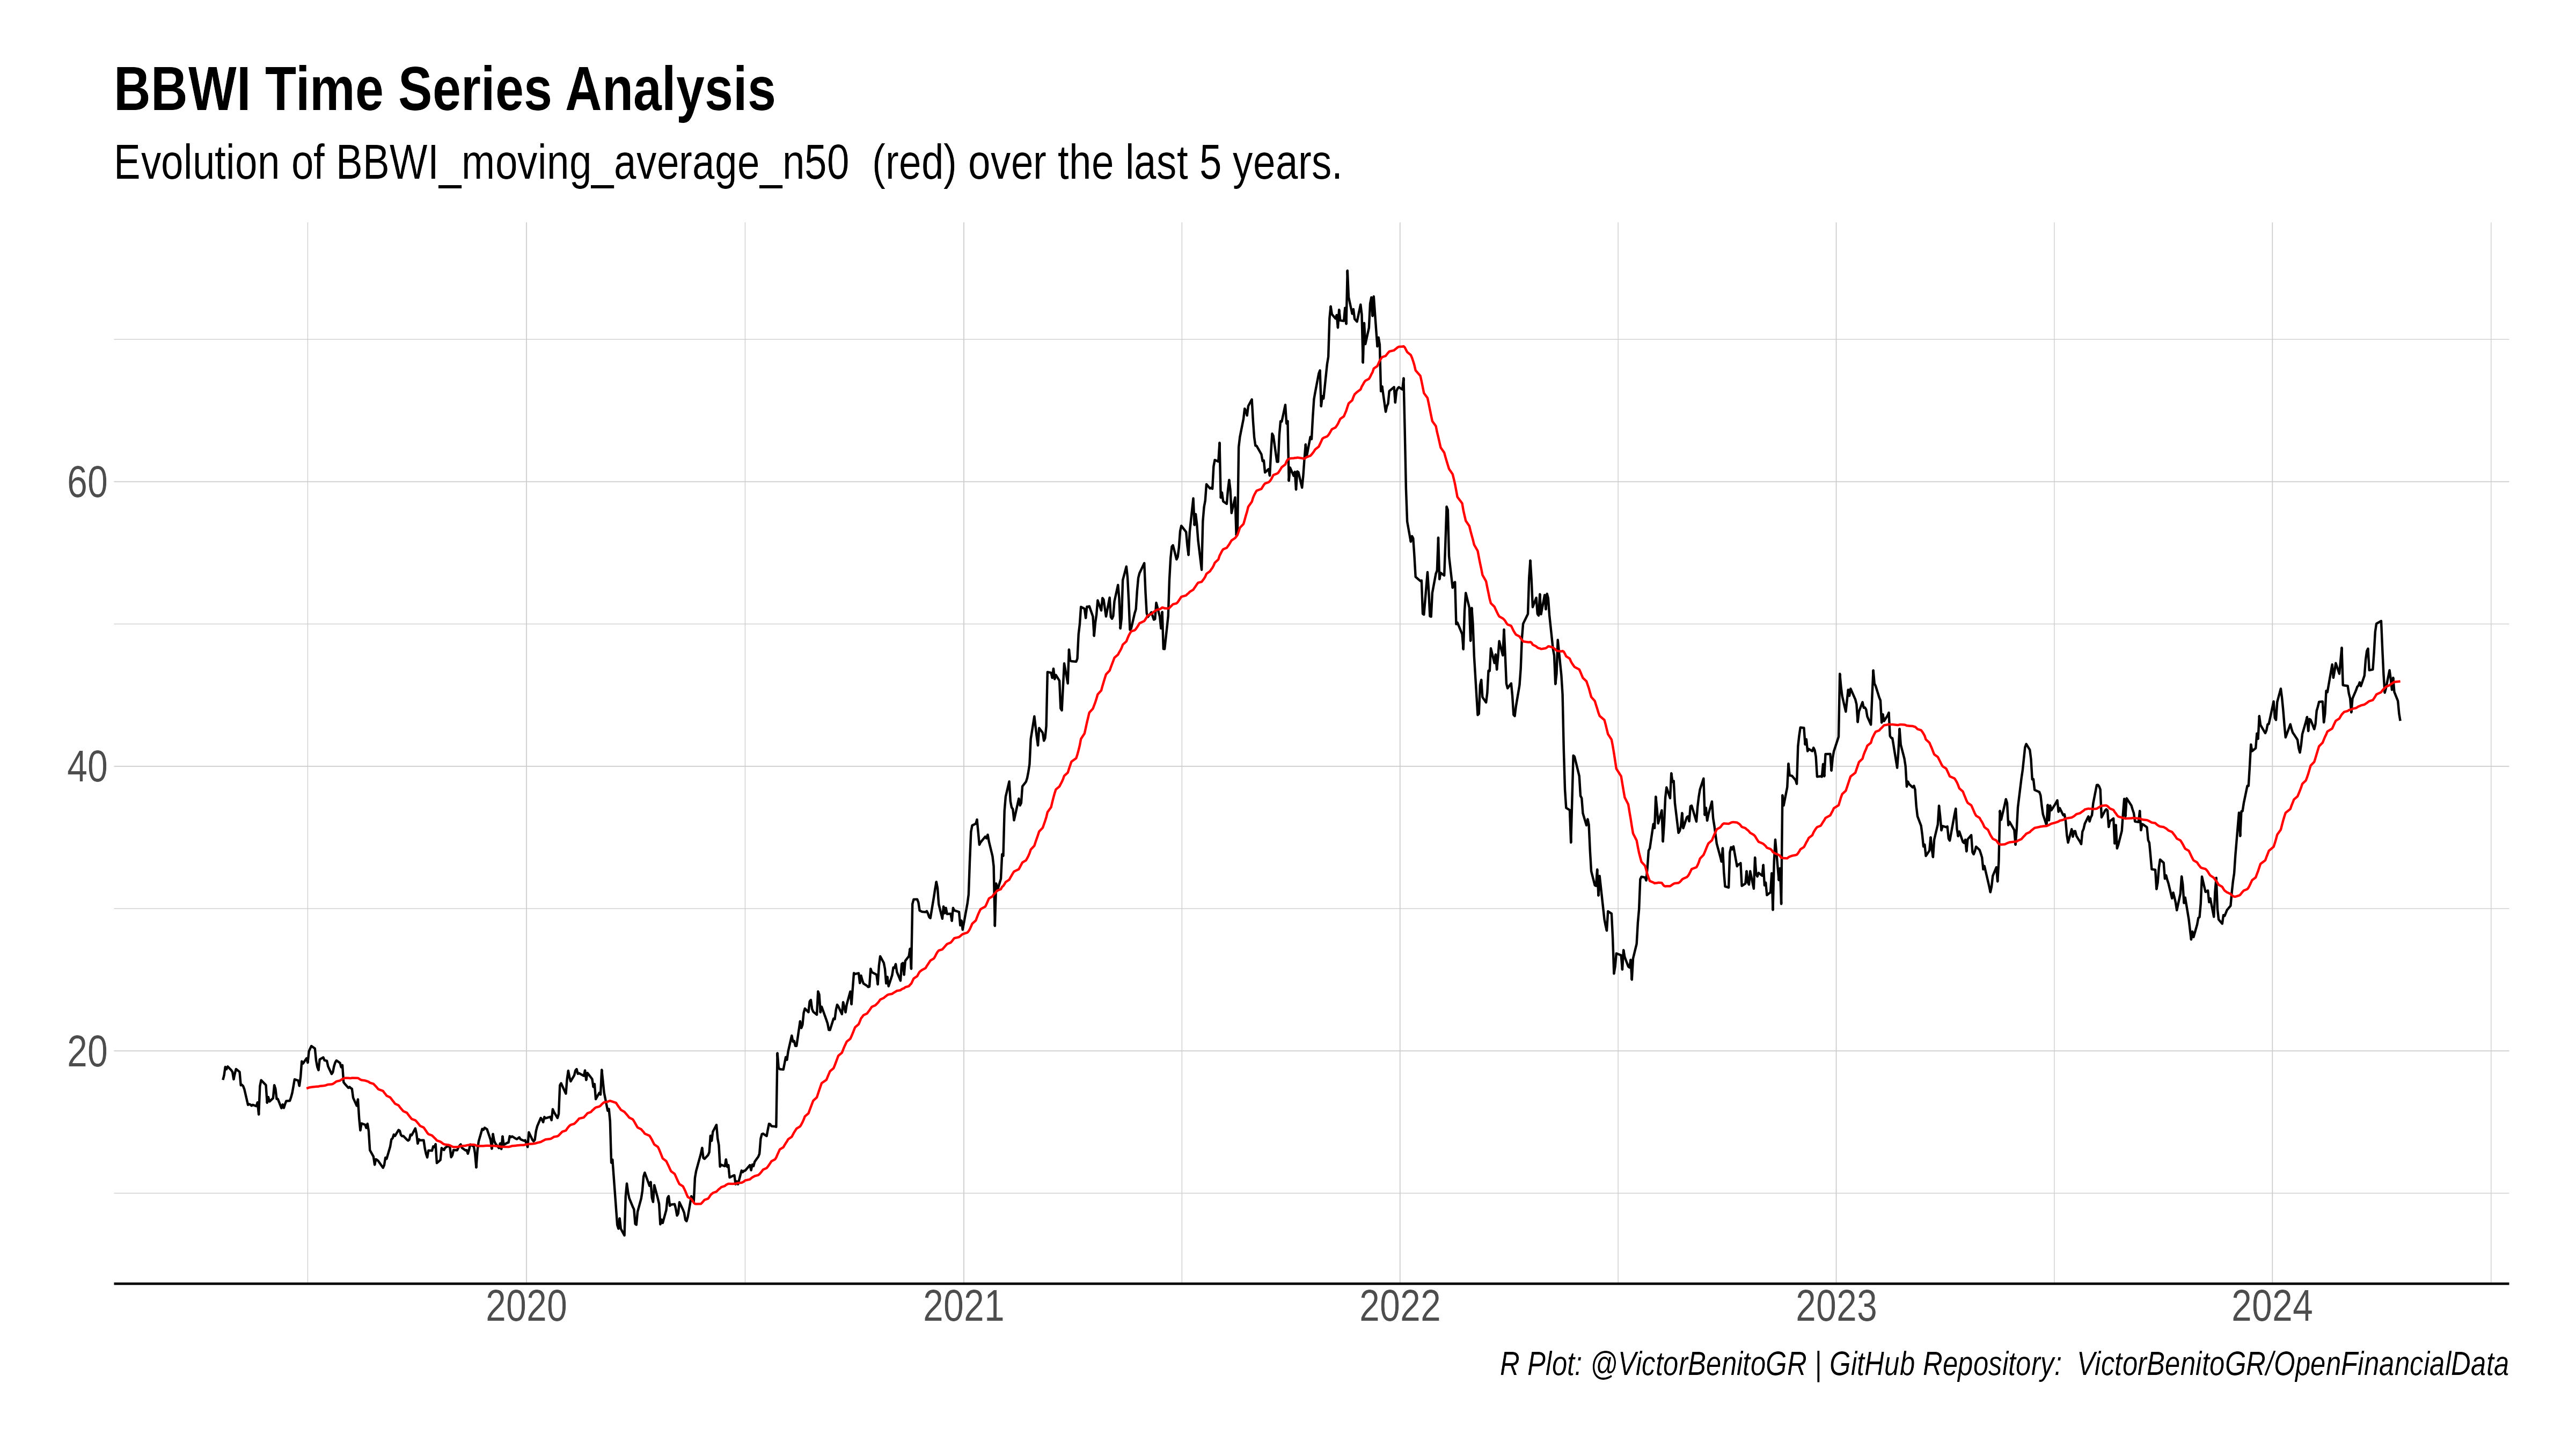 BBWI Time Series Analysis
Evolution of BBWI_moving_average_n50  (red) over the last 5 years.
60
40
20
2020 2021 2022 2023 2024
R Plot: @VictorBenitoGR | GitHub Repository:  VictorBenitoGR/OpenFinancialData